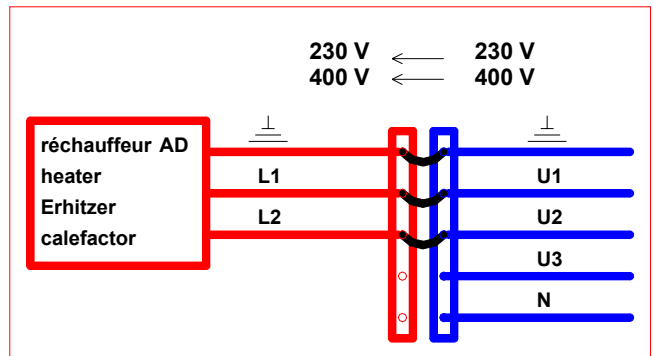 230 V 230 V
400 V 400 V
réchauffeur AD
heater L1 U1
Erhitzer L2 U2
calefactor
U3
N